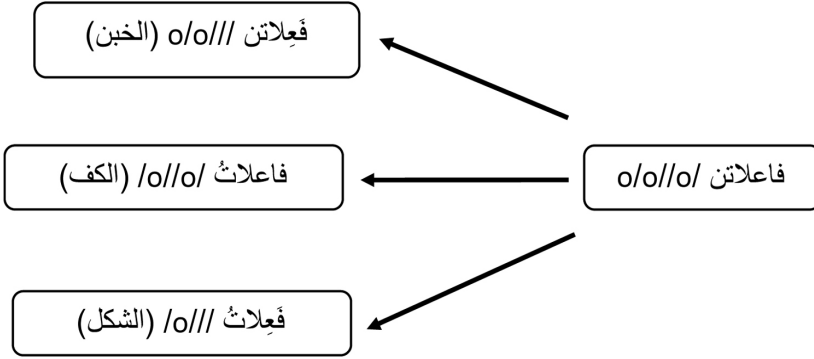 فاعلاتن /o//o/o
فَعِلاتن ///o/o (الخبن)
فاعلاتُ /o//o/ (الكف)
فَعِلاتُ ///o/ (الشكل)